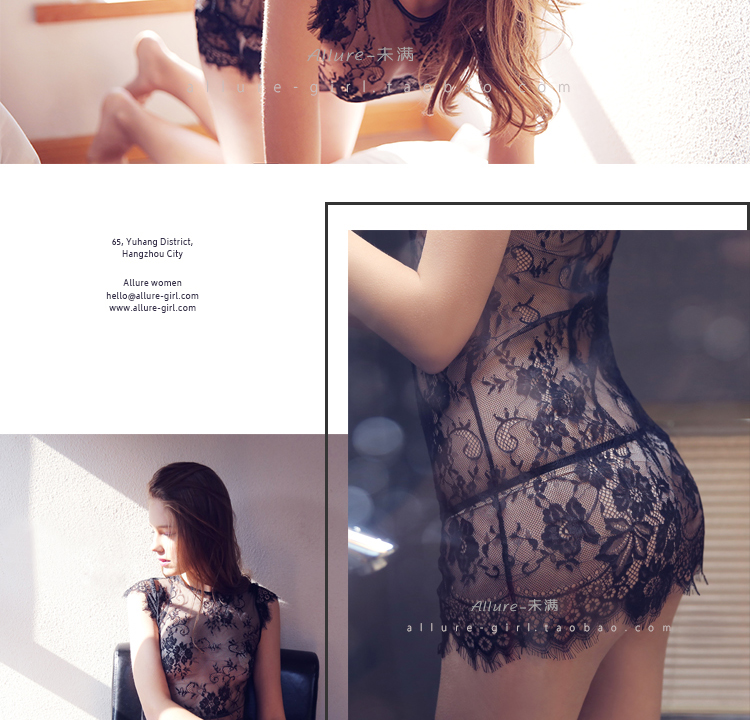 Allure-未满
allure-girl.taobao.com
65, Yuhang District,
Hangzhou City
Allure women
hello@allure-girl.com
www.allure-girl.com
Allure-未满
allure-girl.taobao.com